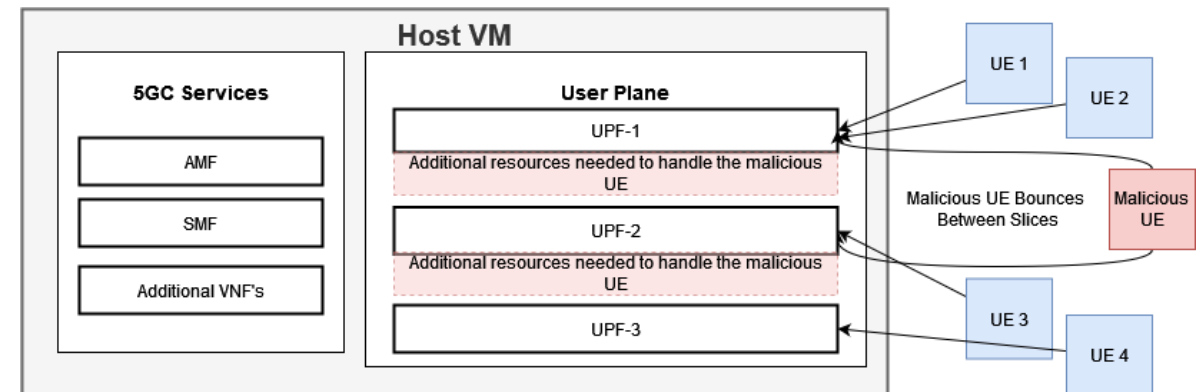 Host VM
5GC Services
AMF
SMF
Additional VNF's
User Plane
UPF-1
Additional resources needed to handle the malicious
UE
UPF-2
Additional resources needed to handle the malicious
UE
UPF-3
UE 1
UE 2
Malicious UE Bounces
Between Slices
Malicious
UE
UE 3
UE 4